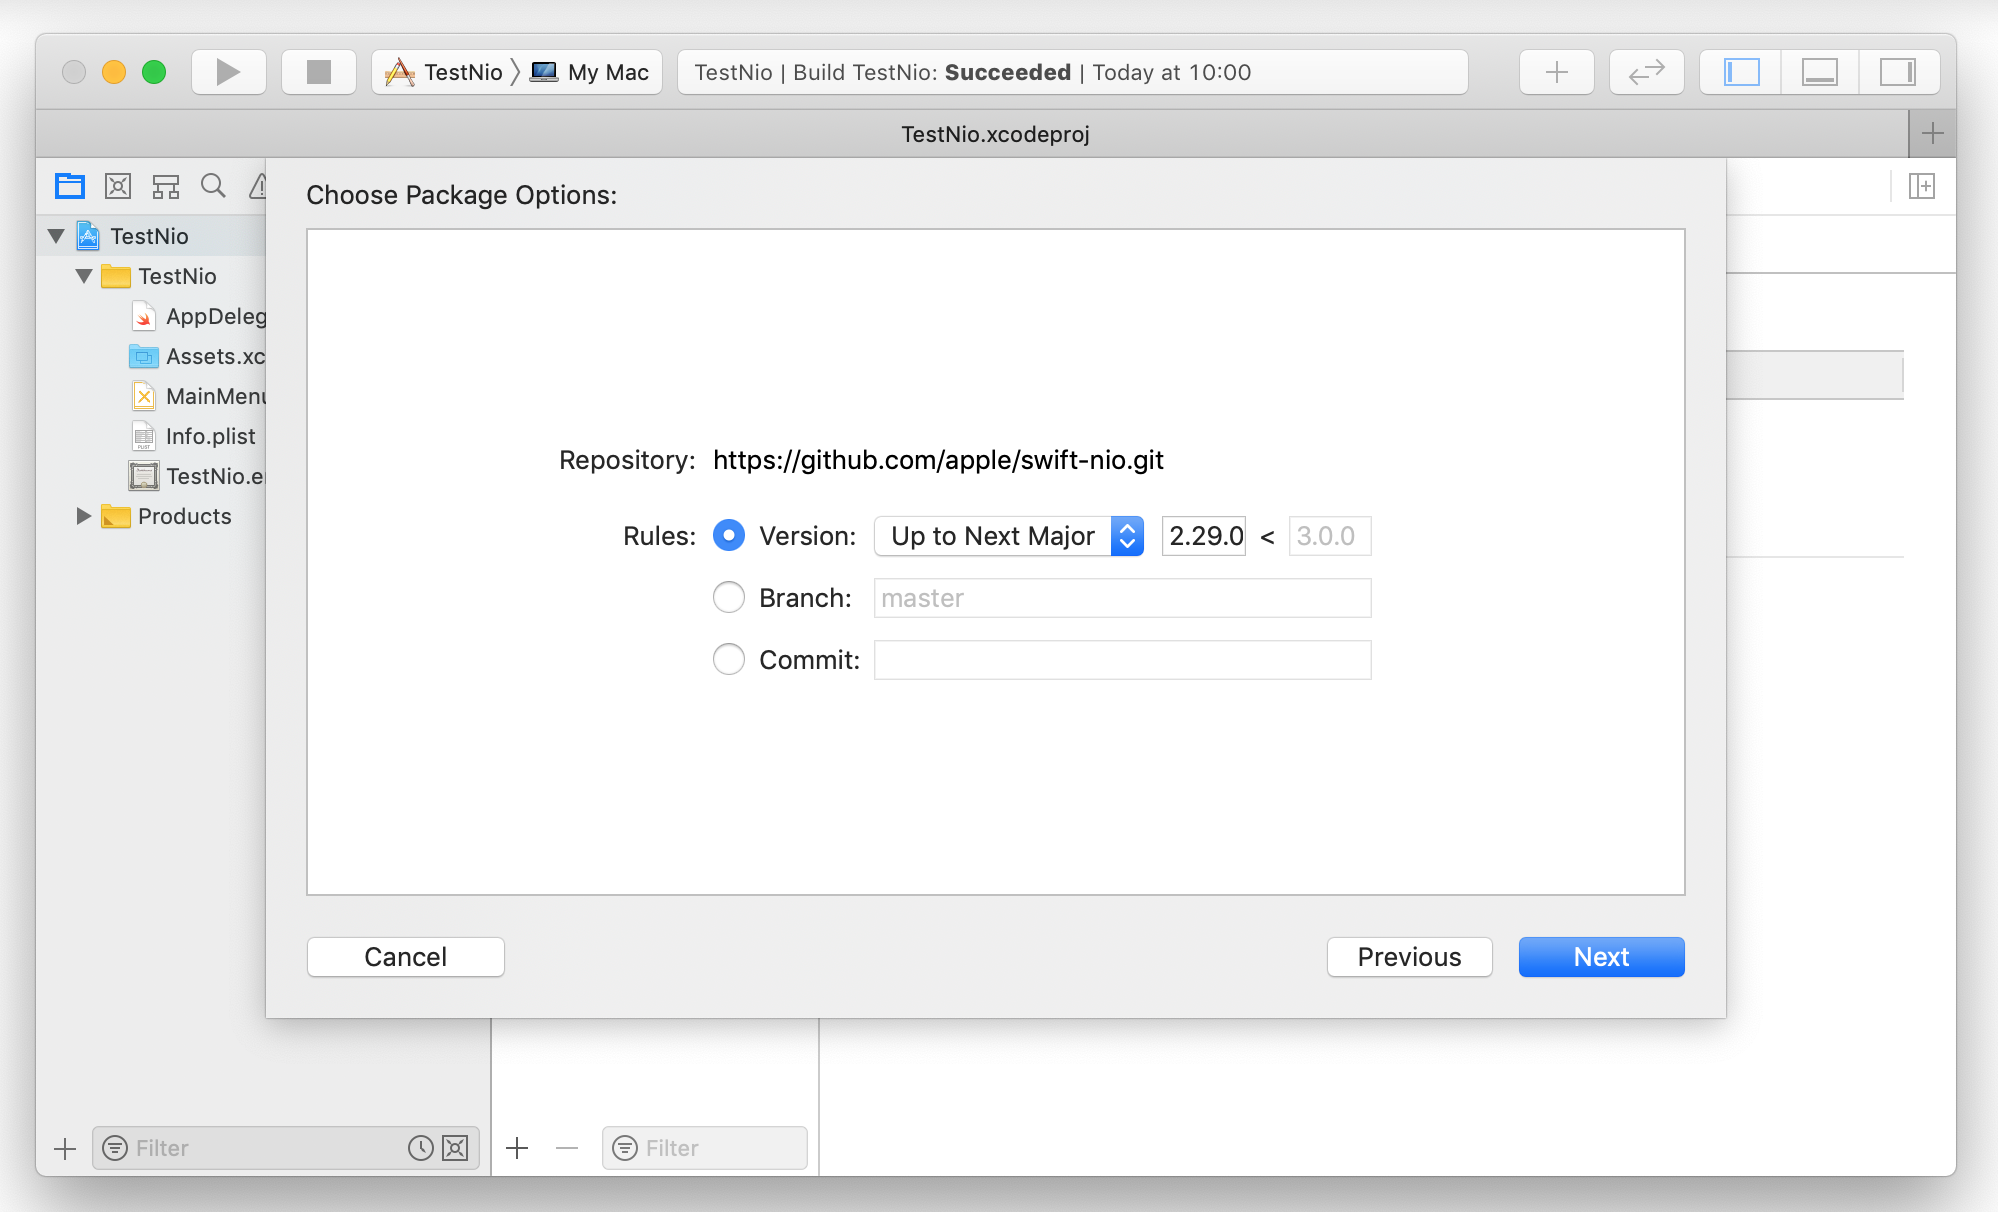 TestNio 〉 My Mac
TestNio | Build TestNio: Succeeded | Today at 10:00
TestNio.xcodeproj
Choose Package Options:
TestNio
TestNio
AppDeleg
Assets.xc
MainMenu
Info.plist
TestNio.e
Products
Repository: https://github.com/apple/swift-nio.git
Rules: Version: Up to Next Major 2.29.0 < 3.0.0
Branch: master
Commit:
Cancel Previous Next
Filter Filter